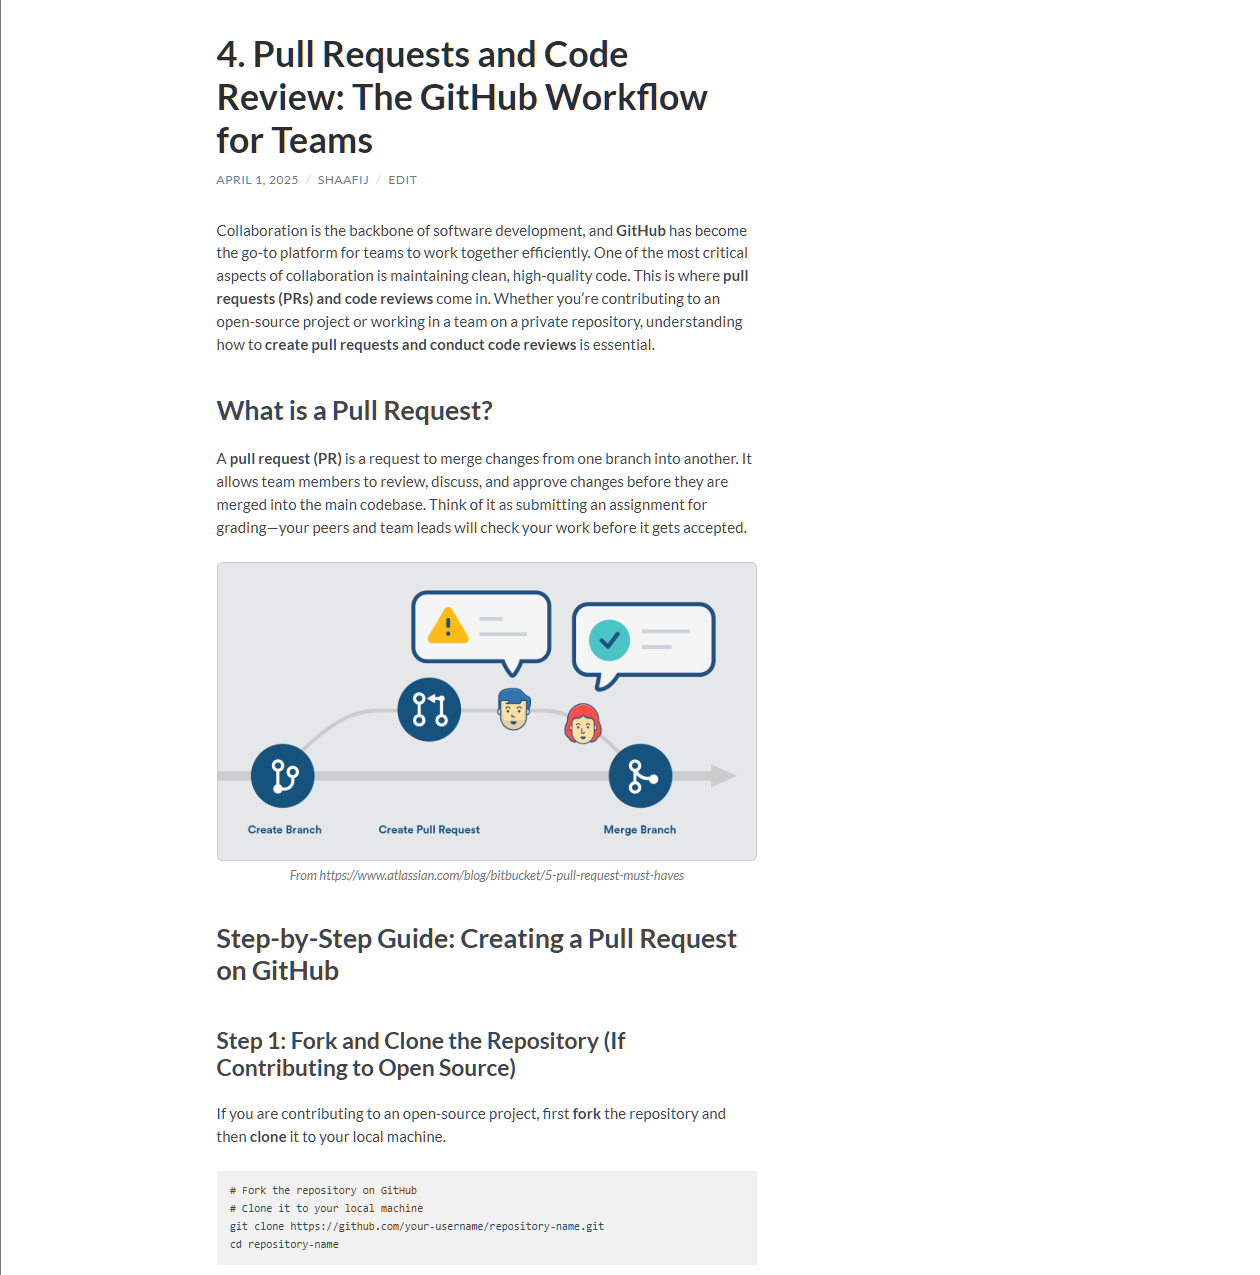 4. Pull Requests and Code
Review: The GitHub Workflow
for Teams
APRIL 1, 2025 / SHAAFIJ / EDIT
Collaboration is the backbone of software development, and GitHub has become
the go-to platform for teams to work together efficiently. One of the most critical
aspects of collaboration is maintaining clean, high-quality code. This is where pull
requests (PRs) and code reviews come in. Whether you’re contributing to an
open-source project or working in a team on a private repository, understanding
how to create pull requests and conduct code reviews is essential.
What is a Pull Request?
A pull request (PR) is a request to merge changes from one branch into another. It
allows team members to review, discuss, and approve changes before they are
merged into the main codebase. Think of it as submitting an assignment for
grading—your peers and team leads will check your work before it gets accepted.
Create Branch Create Pull Request Merge Branch
From https://www.atlassian.com/blog/bitbucket/5-pull-request-must-haves
Step-by-Step Guide: Creating a Pull Request
on GitHub
Step 1: Fork and Clone the Repository (If
Contributing to Open Source)
If you are contributing to an open-source project, first fork the repository and
then clone it to your local machine.
# Fork the repository on GitHub
# Clone it to your local machine
git clone https://github.com/your-username/repository-name.git
cd repository-name